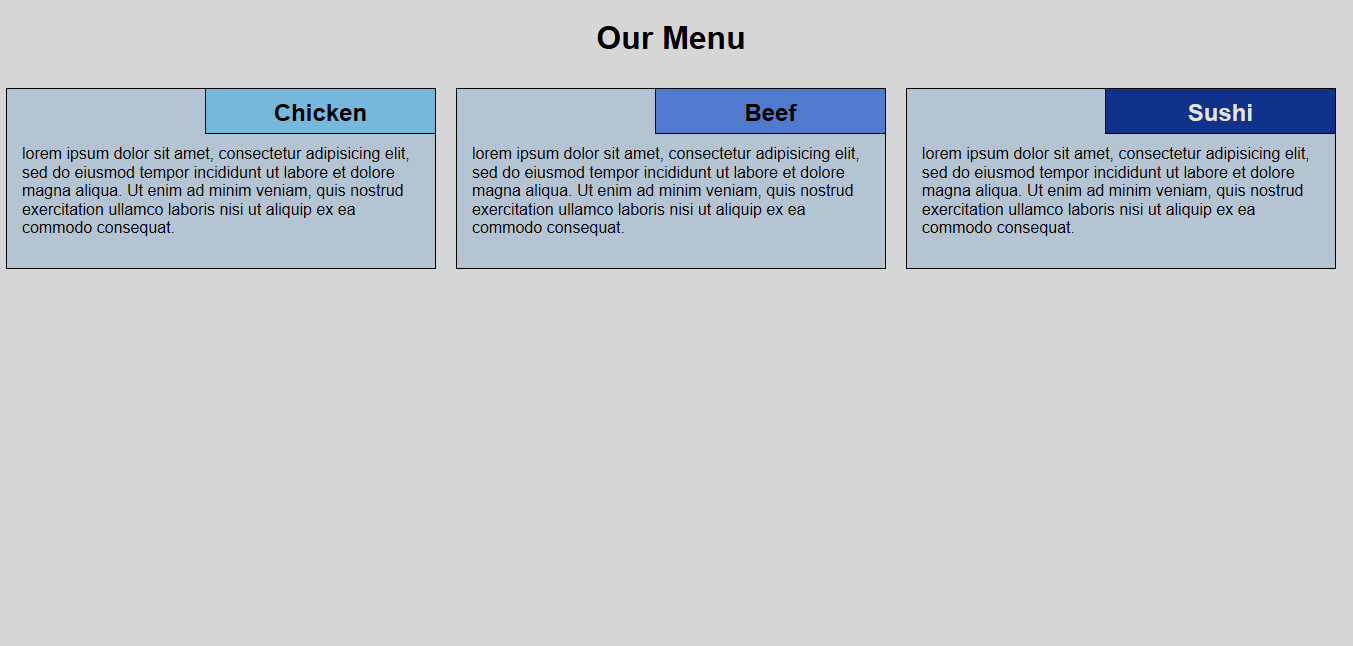 Our Menu
Chicken
lorem ipsum dolor sit amet, consectetur adipisicing elit,
sed do eiusmod tempor incididunt ut labore et dolore
magna aliqua. Ut enim ad minim veniam, quis nostrud
exercitation ullamco laboris nisi ut aliquip ex ea
commodo consequat.
Beef
lorem ipsum dolor sit amet, consectetur adipisicing elit,
sed do eiusmod tempor incididunt ut labore et dolore
magna aliqua. Ut enim ad minim veniam, quis nostrud
exercitation ullamco laboris nisi ut aliquip ex ea
commodo consequat.
Sushi
lorem ipsum dolor sit amet, consectetur adipisicing elit,
sed do eiusmod tempor incididunt ut labore et dolore
magna aliqua. Ut enim ad minim veniam, quis nostrud
exercitation ullamco laboris nisi ut aliquip ex ea
commodo consequat.